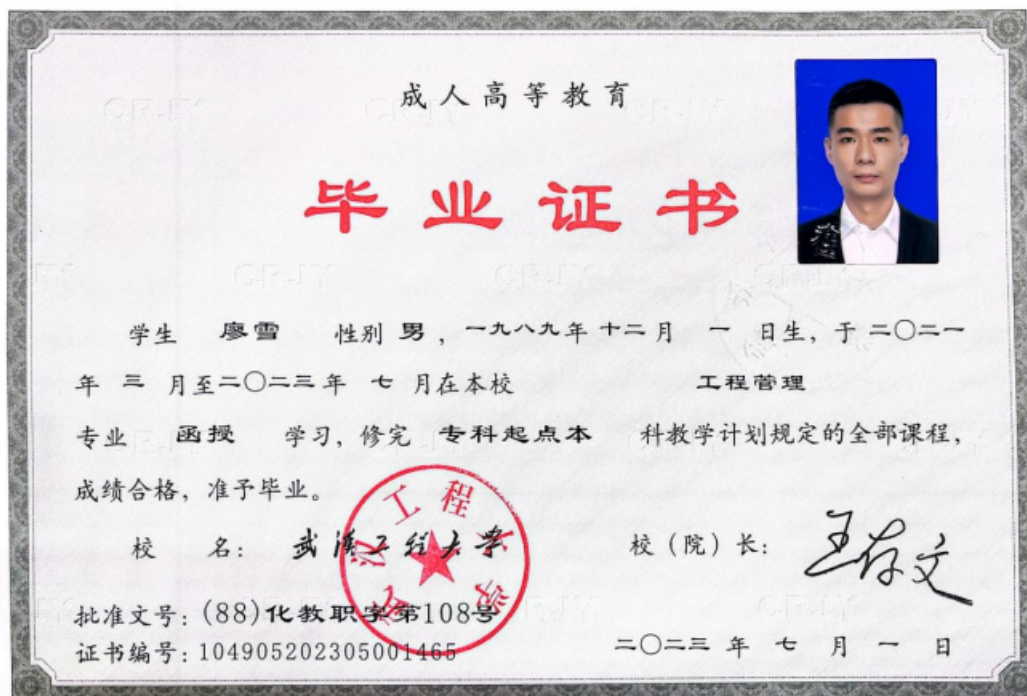 成人高等教育
毕业证书
学生 廖雪 性别 男，一九八九年十二月 一 日生，于二〇二一
年 三 月至二〇二三年 七 月在本校 工程管理
专业 函授 学习，修完 专科起点本 科教学计划规定的全部课程，
成绩合格，准予毕业。
校 名： 武汉工程大学 校（院）长： 王存文
批准文号：(88)化教职字第108号
证书编号：104905202305001465 二〇二三 年 七 月 一 日